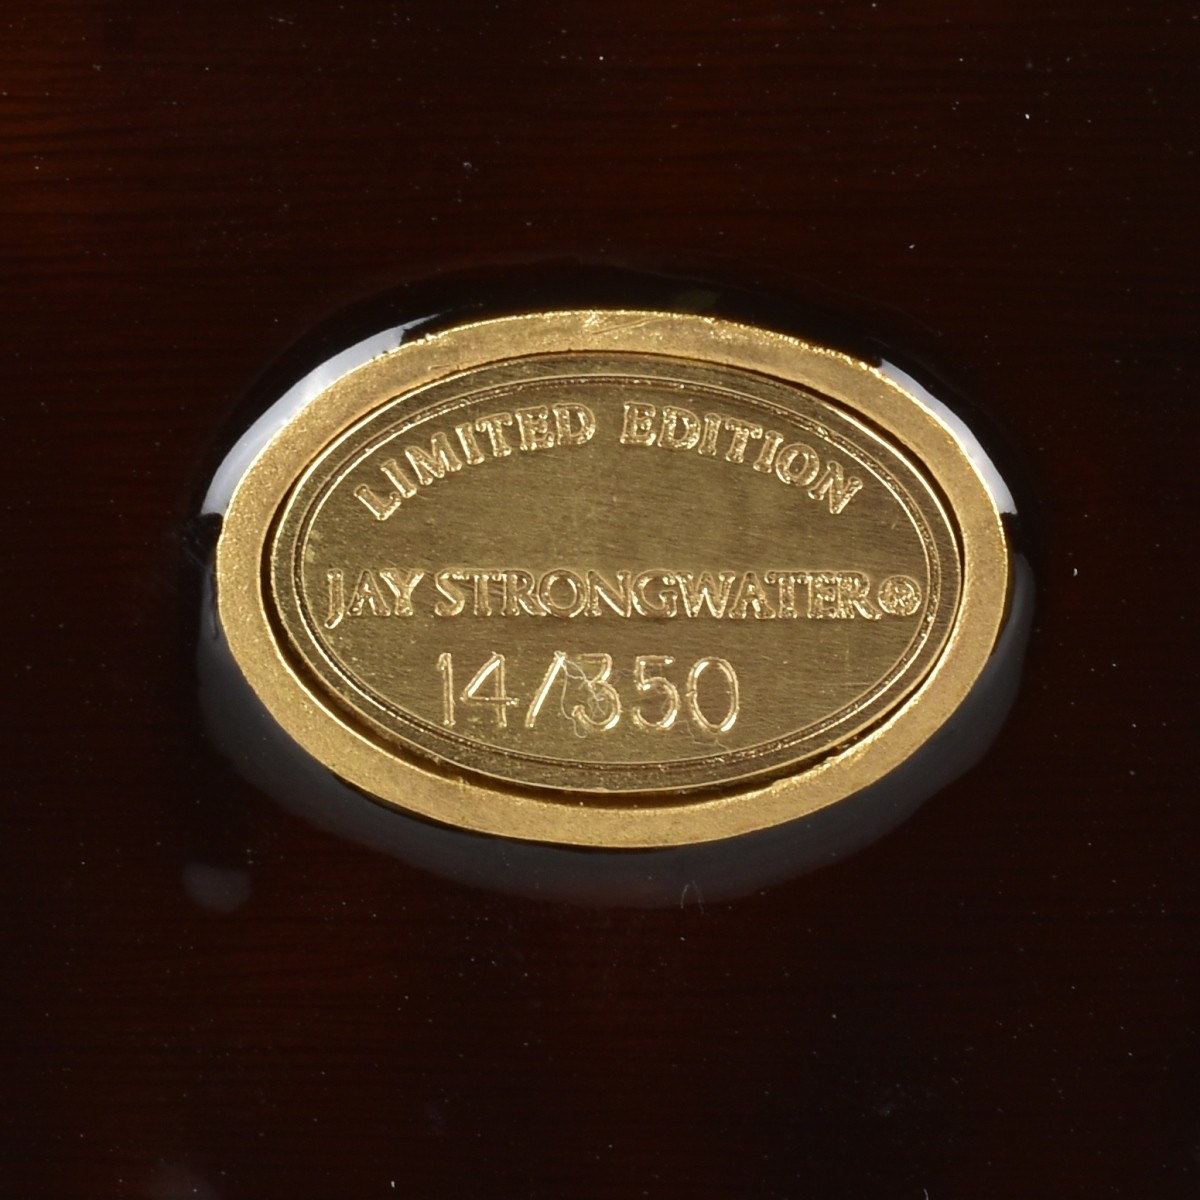 LIMITED EDITION
JAY STRONGWATER®
14/350